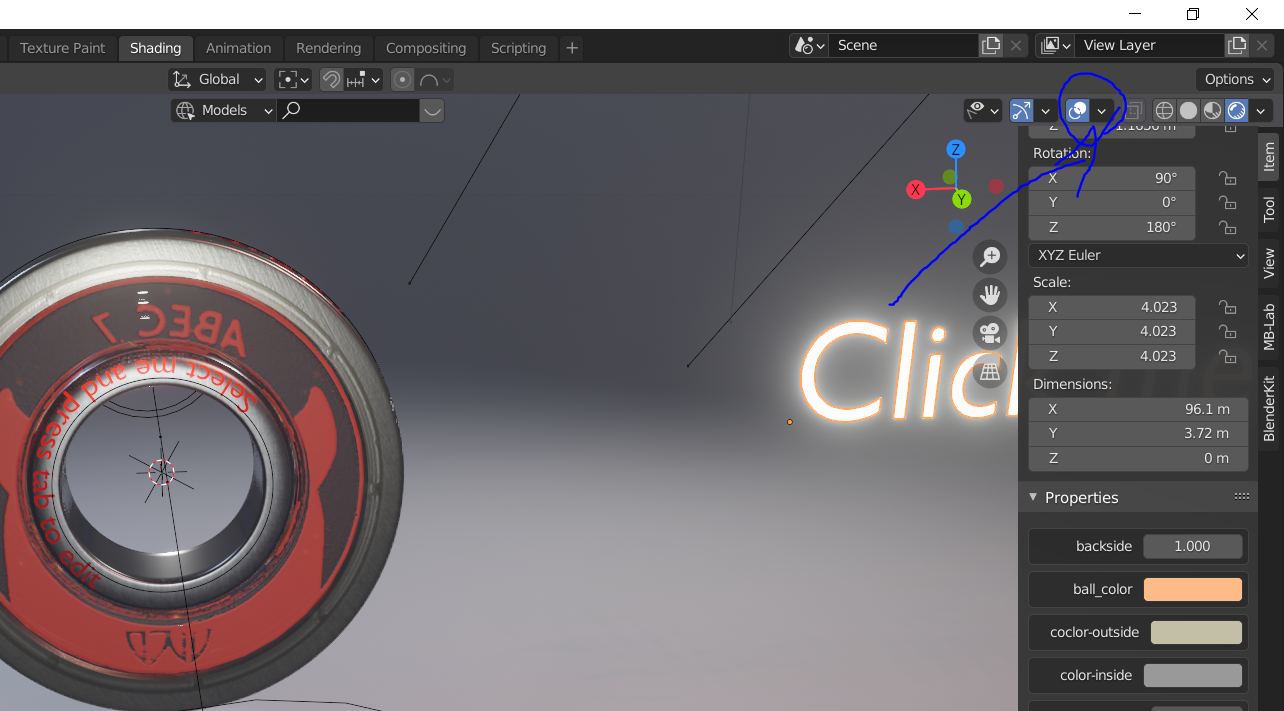 Texture Paint Shading Animation Rendering Compositing Scripting + Scene View Layer
Global Options
Models
Z 1.1636 m
Rotation:
X 90°
Y 0°
Z 180°
XYZ Euler
Scale:
X 4.023
Y 4.023
Z 4.023
Dimensions:
X 96.1 m
Y 3.72 m
Z 0 m
Properties
backside 1.000
ball_color
coclor-outside
color-inside
Item
Tool
View
MB-Lab
BlenderKit
Z
X
Y
Click me
ABEC 7
Select me and press tab to edit